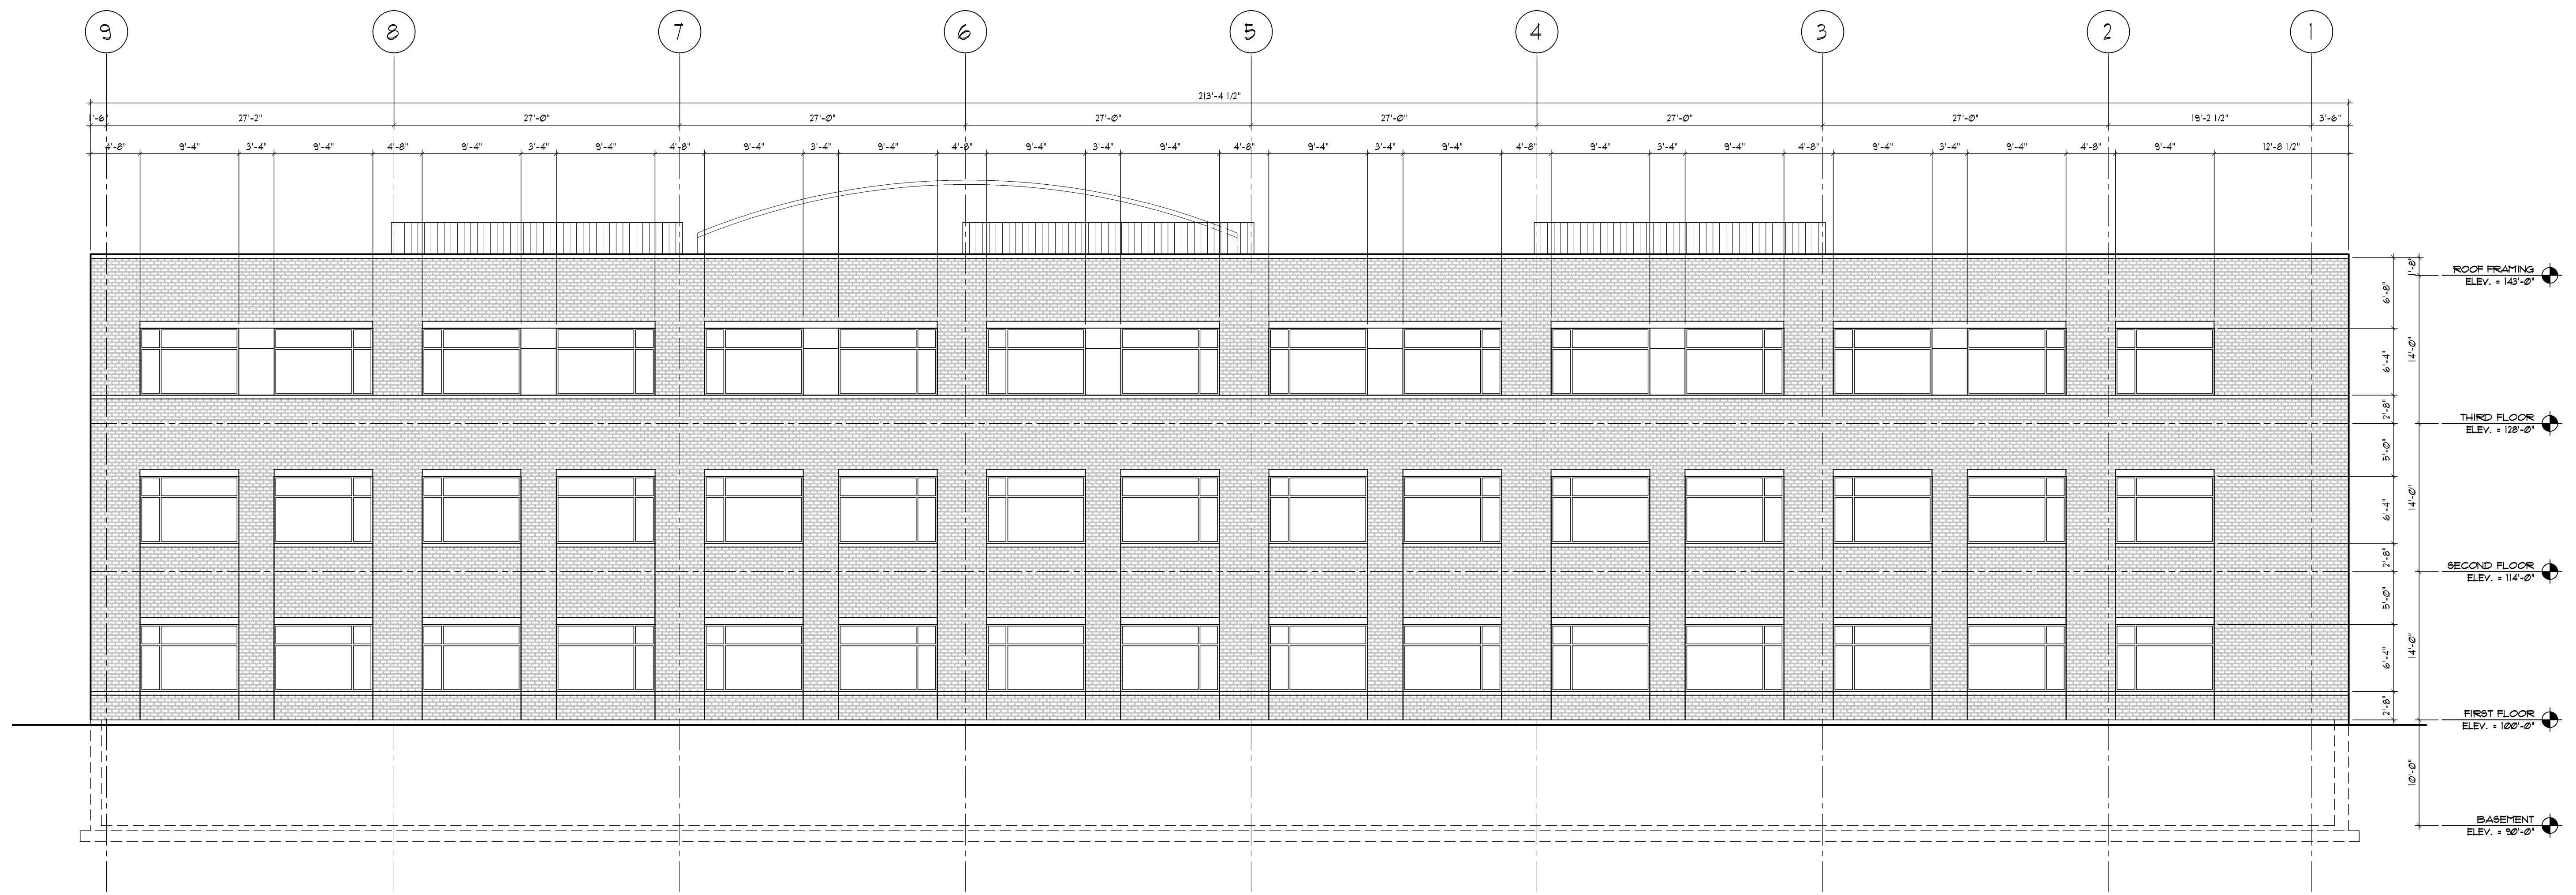 9 8 7 6 5 4 3 2 1
213'-4 1/2"
1'-6" 27'-2" 27'-0" 27'-0" 27'-0" 27'-0" 27'-0" 27'-0" 19'-2 1/2" 3'-6"
4'-8" 9'-4" 3'-4" 9'-4" 4'-8" 9'-4" 3'-4" 9'-4" 4'-8" 9'-4" 3'-4" 9'-4" 4'-8" 9'-4" 3'-4" 9'-4" 4'-8" 9'-4" 3'-4" 9'-4" 4'-8" 9'-4" 3'-4" 9'-4" 4'-8" 9'-4" 3'-4" 9'-4" 4'-8" 9'-4" 12'-8 1/2"
6'-8"
6'-4"
2'-8"
5'-0"
6'-4"
2'-8"
5'-0"
6'-4"
2'-8"
1'-8"
14'-0"
14'-0"
14'-0"
10'-0"
ROOF FRAMING
ELEV. = 143'-0"
THIRD FLOOR
ELEV. = 128'-0"
SECOND FLOOR
ELEV. = 114'-0"
FIRST FLOOR
ELEV. = 100'-0"
BASEMENT
ELEV. = 90'-0"